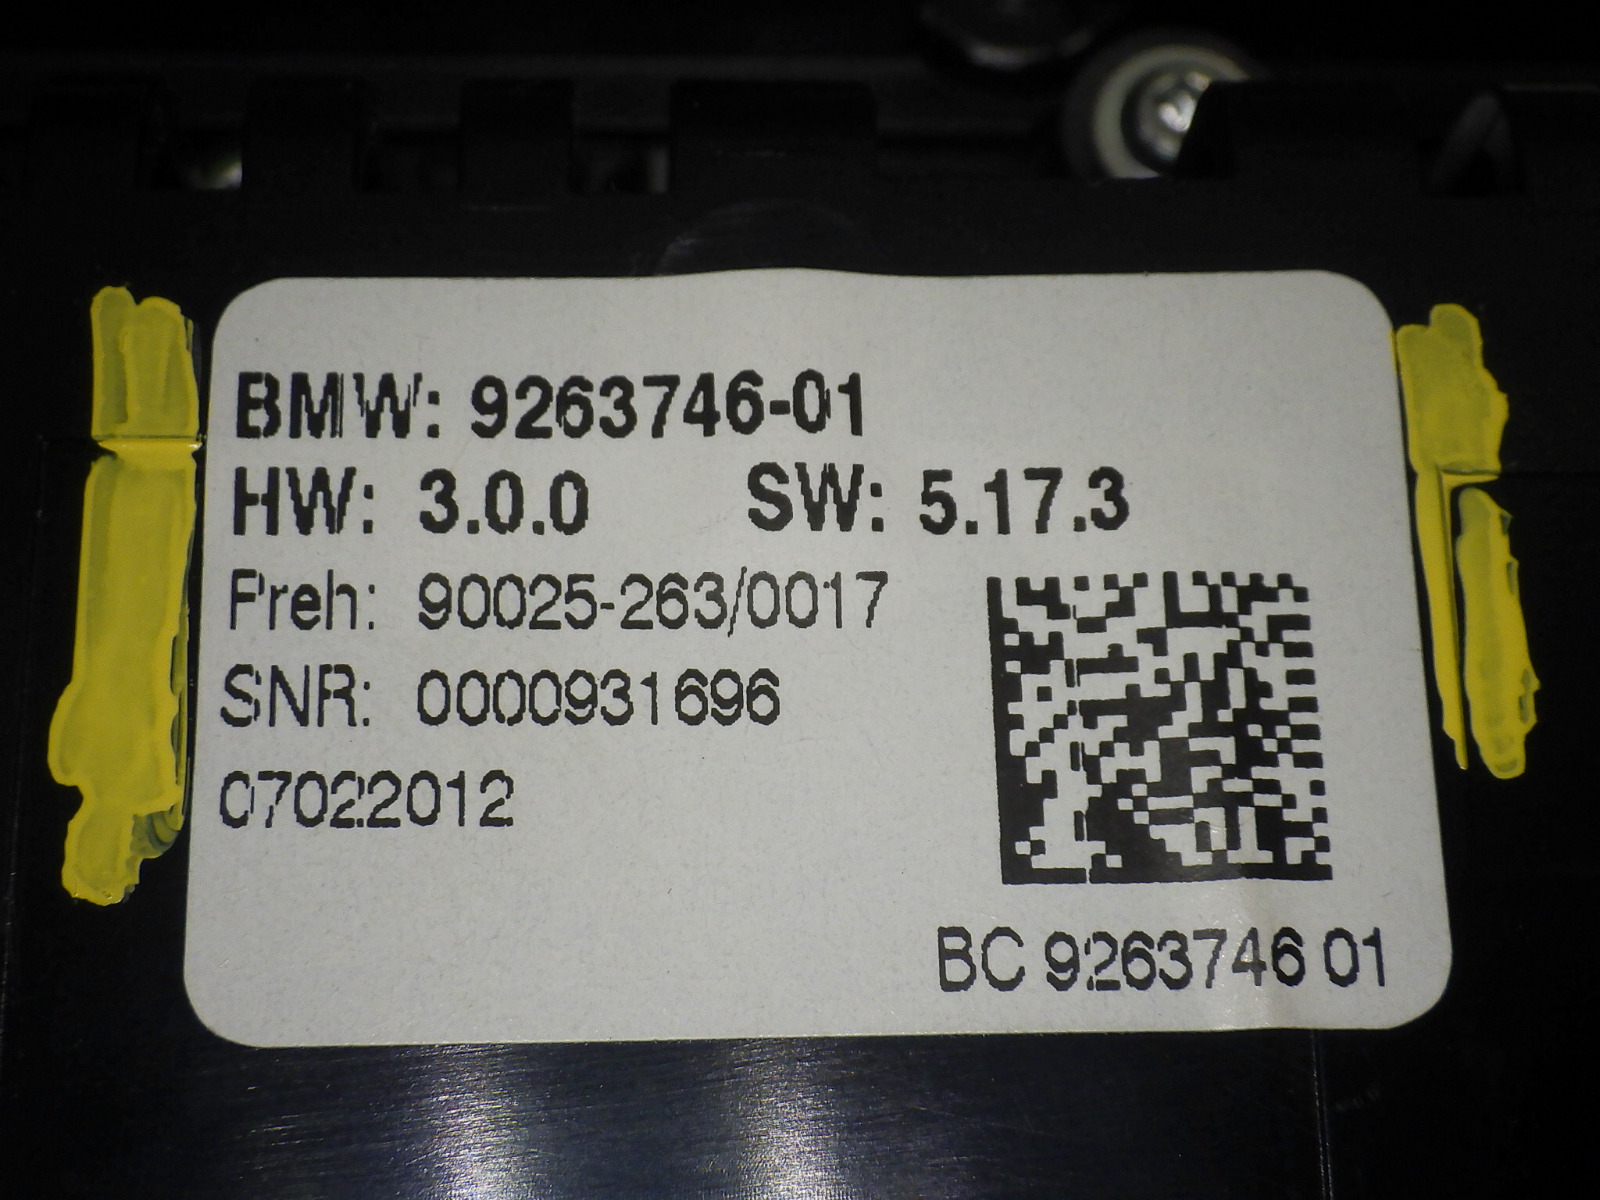 BMW: 9263746-01
HW: 3.0.0 SW: 5.17.3
Preh: 90025-263/0017
SNR: 0000931696
07022012
BC 9263746 01